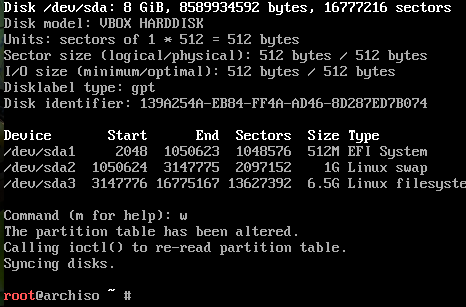 Disk /dev/sda: 8 GiB, 8589934592 bytes, 16777216 sectors
Disk model: VBOX HARDDISK
Units: sectors of 1 * 512 = 512 bytes
Sector size (logical/physical): 512 bytes / 512 bytes
I/O size (minimum/optimal): 512 bytes / 512 bytes
Disklabel type: gpt
Disk identifier: 139A254A-EB84-FF4A-AD46-8D287ED7B074
Device Start End Sectors Size Type
/dev/sda1 2048 1050623 1048576 512M EFI System
/dev/sda2 1050624 3147775 2097152 1G Linux swap
/dev/sda3 3147776 16775167 13627392 6.5G Linux filesyste
Command (m for help): w
The partition table has been altered.
Calling ioctl() to re-read partition table.
Syncing disks.
root@archiso ~ #